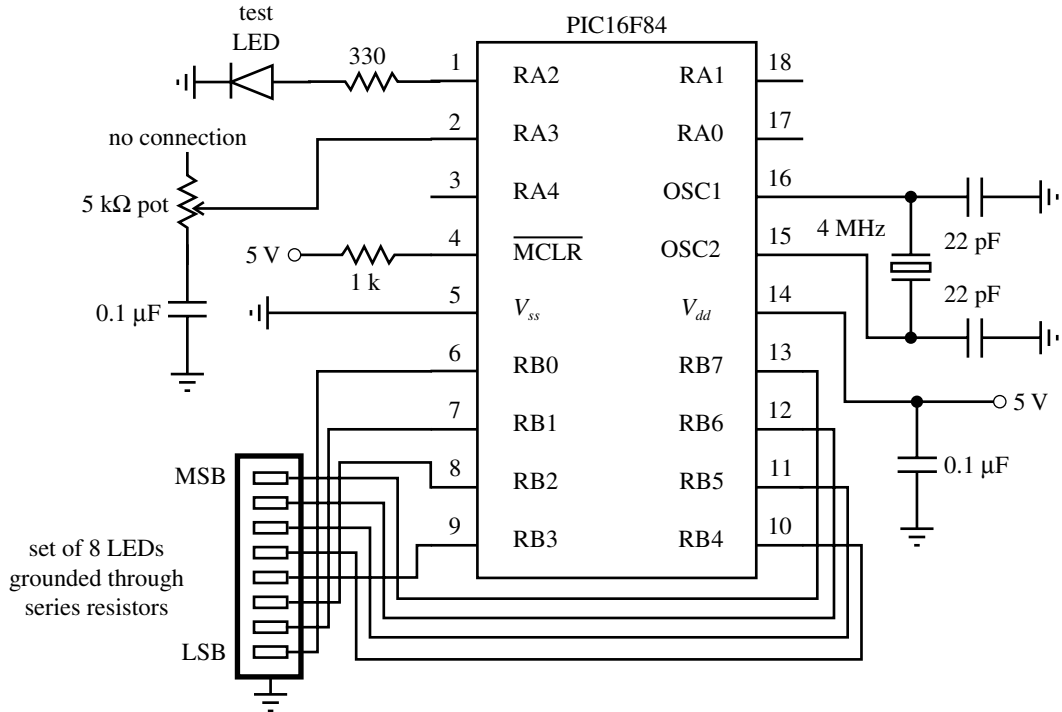 test
LED
PIC16F84
330
1
RA2
RA1
18
2
RA3
RA0
17
no connection
3
RA4
OSC1
16
5 kΩ pot
4
MCLR
OSC2
15
4 MHz
22 pF
5 V
1 k
0.1 μF
5
Vss
Vdd
14
22 pF
6
RB0
RB7
13
5 V
7
RB1
RB6
12
MSB
8
RB2
RB5
11
0.1 μF
9
RB3
RB4
10
set of 8 LEDs
grounded through
series resistors
LSB